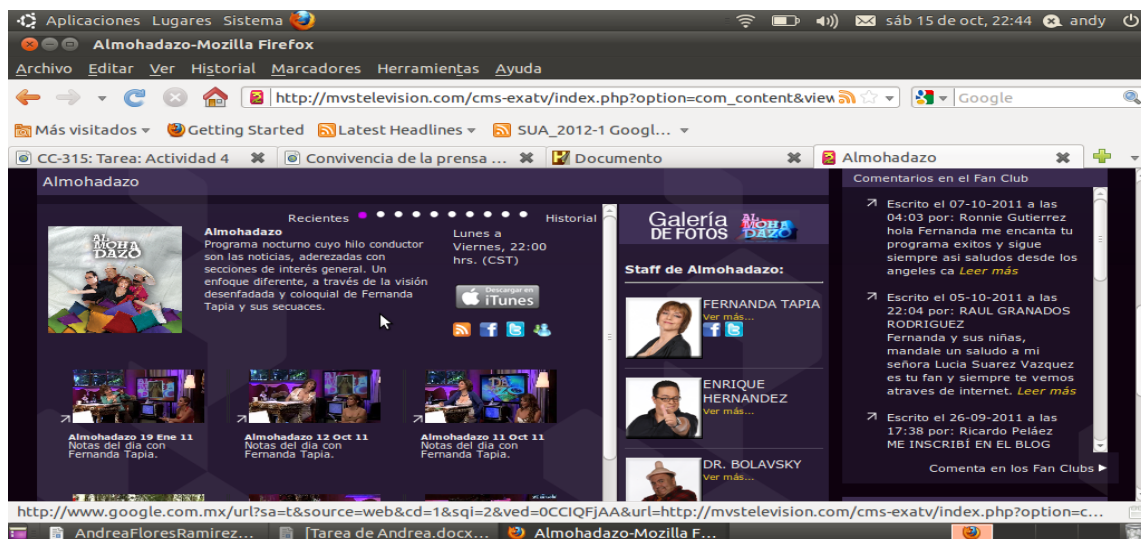 Aplicaciones Lugares Sistema
sáb 15 de oct, 22:44
andy
Almohadazo-Mozilla Firefox
Archivo Editar Ver Historial Marcadores Herramientas Ayuda
http://mvstelevision.com/cms-exatv/index.php?option=com_content&view
Google
Más visitados
Getting Started
Latest Headlines
SUA_2012-1 Googl...
CC-315: Tarea: Actividad 4
Convivencia de la prensa ...
Documento
Almohadazo
Almohadazo
Recientes
Historial
AL MOHA DAZO
Almohadazo
Programa nocturno cuyo hilo conductor
son las noticias, aderezadas con
secciones de interés general. Un
enfoque diferente, a través de la visión
desenfadada y coloquial de Fernanda
Tapia y sus secuaces.
Lunes a
Viernes, 22:00
hrs. (CST)
Descargar en
iTunes
Almohadazo 19 Ene 11
Notas del día con
Fernanda Tapia.
Almohadazo 12 Oct 11
Notas del día con
Fernanda Tapia.
Almohadazo 11 Oct 11
Notas del día con
Fernanda Tapia.
Galería
DE FOTOS
AL MOHA DAZO
Staff de Almohadazo:
FERNANDA TAPIA
Ver más...
ENRIQUE
HERNANDEZ
Ver más...
DR. BOLAVSKY
Ver más...
Comentarios en el Fan Club
Escrito el 07-10-2011 a las
04:03 por: Ronnie Gutierrez
hola Fernanda me encanta tu
programa exitos y sigue
siempre asi saludos desde los
angeles ca Leer más
Escrito el 05-10-2011 a las
22:04 por: RAUL GRANADOS
RODRIGUEZ
Fernanda y sus niñas,
mandale un saludo a mi
señora Lucia Suarez Vazquez
es tu fan y siempre te vemos
atraves de internet. Leer más
Escrito el 26-09-2011 a las
17:38 por: Ricardo Peláez
ME INSCRIBÍ EN EL BLOG
Comenta en los Fan Clubs
http://www.google.com.mx/url?sa=t&source=web&cd=1&sqi=2&ved=0CCIQFjAA&url=http://mvstelevision.com/cms-exatv/index.php?option=c...
AndreaFloresRamirez...
[Tarea de Andrea.docx...
Almohadazo-Mozilla F...